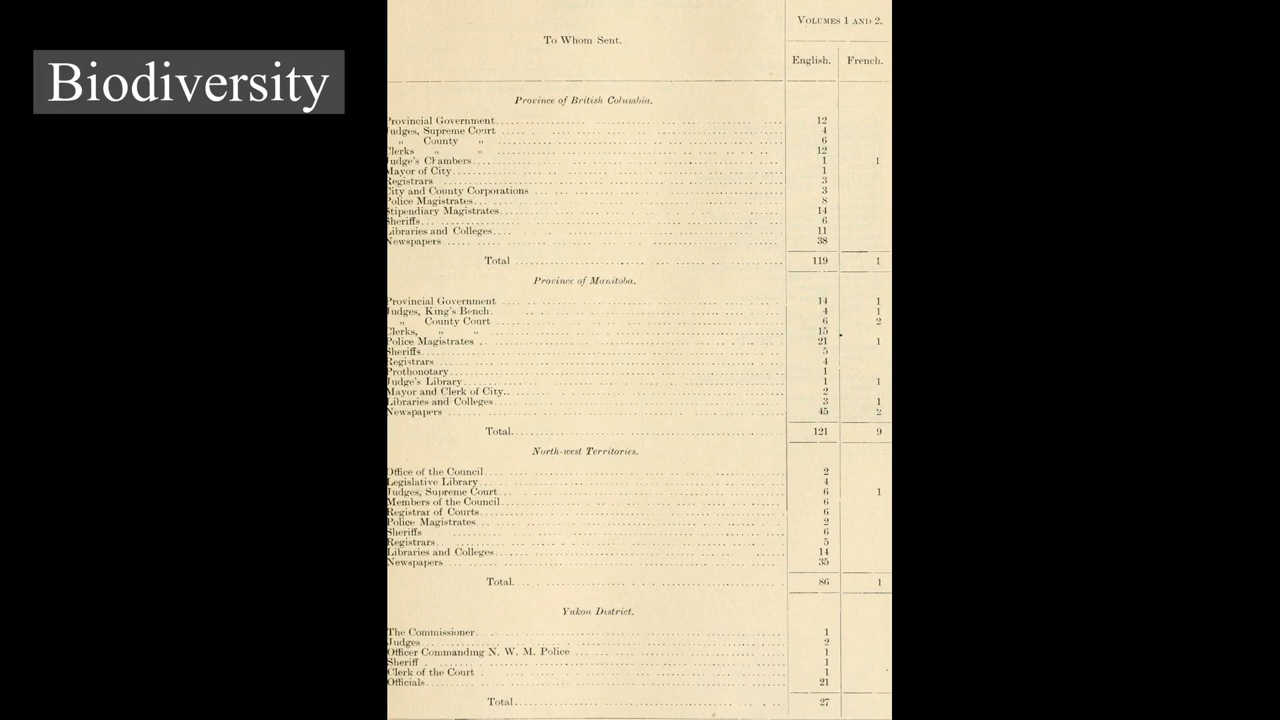 Biodiversity
VOLUMES 1 AND 2.
To Whom Sent.
English. French.
Province of British Columbia.
Provincial Government 12
Judges, Supreme Court 4
„ County „ 6
Clerks „ „ 12
Judge's Chambers 1 1
Mayor of City 1
Registrars 3
City and County Corporations 3
Police Magistrates 8
Stipendiary Magistrates 14
Sheriffs 6
Libraries and Colleges 11
Newspapers 38
Total 119 1
Province of Manitoba.
Provincial Government 14 1
Judges, King's Bench 4 1
„ County Court 6 2
Clerks, „ „ 15
Police Magistrates 21 1
Sheriffs 5
Registrars 4
Prothonotary 1
Judge's Library 1 1
Mayor and Clerk of City 2
Libraries and Colleges 3 1
Newspapers 45 2
Total 121 9
North-west Territories.
Office of the Council 2
Legislative Library 4
Judges, Supreme Court 6 1
Members of the Council 6
Registrar of Courts 6
Police Magistrates 2
Sheriffs 6
Registrars 5
Libraries and Colleges 14
Newspapers 35
Total 86 1
Yukon District.
The Commissioner 1
Judges 2
Officer Commanding N. W. M. Police 1
Sheriff 1
Clerk of the Court 1
Officials 21
Total 27